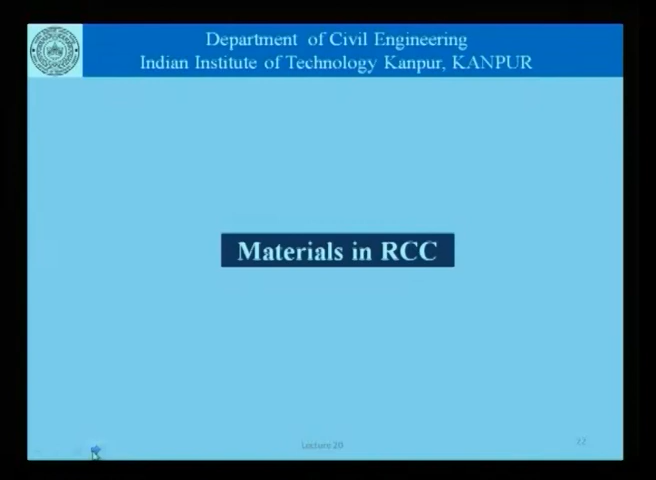 Department of Civil Engineering
Indian Institute of Technology Kanpur, KANPUR
Materials in RCC
Lecture 20
22